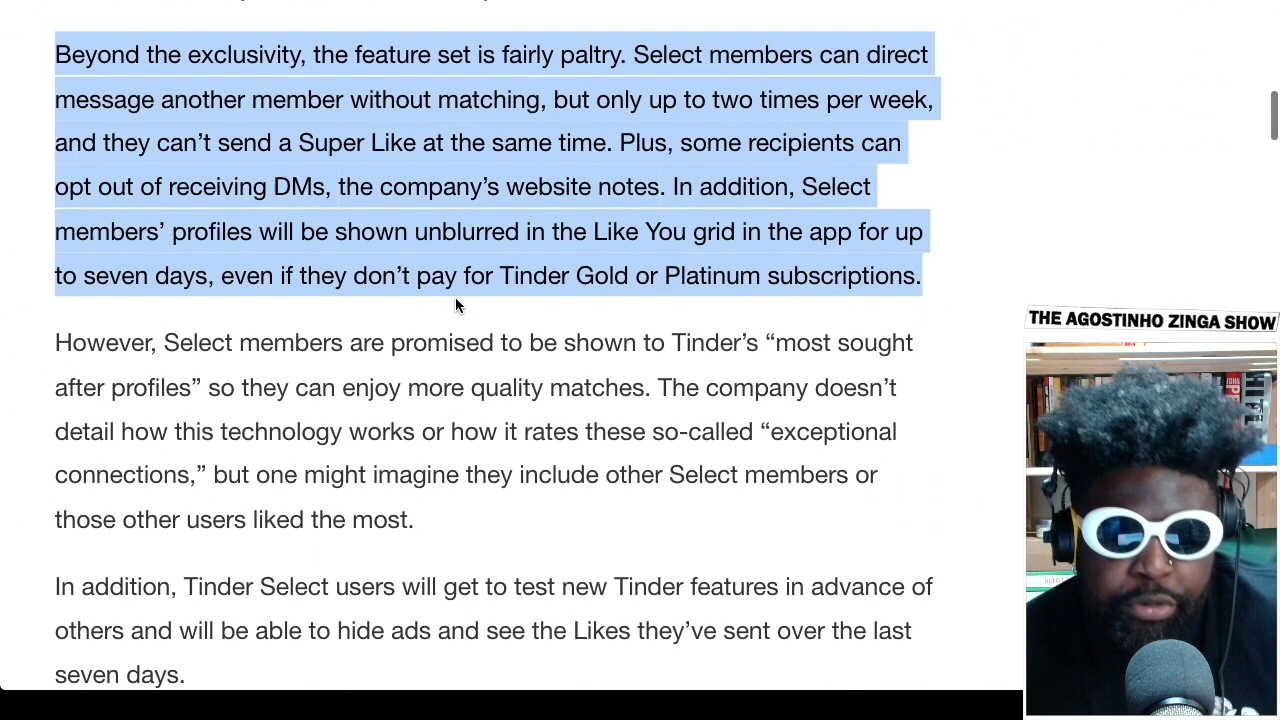 Beyond the exclusivity, the feature set is fairly paltry. Select members can direct
message another member without matching, but only up to two times per week,
and they can’t send a Super Like at the same time. Plus, some recipients can
opt out of receiving DMs, the company’s website notes. In addition, Select
members’ profiles will be shown unblurred in the Like You grid in the app for up
to seven days, even if they don’t pay for Tinder Gold or Platinum subscriptions.
However, Select members are promised to be shown to Tinder’s “most sought
after profiles” so they can enjoy more quality matches. The company doesn’t
detail how this technology works or how it rates these so-called “exceptional
connections,” but one might imagine they include other Select members or
those other users liked the most.
In addition, Tinder Select users will get to test new Tinder features in advance of
others and will be able to hide ads and see the Likes they’ve sent over the last
seven days.
THE AGOSTINHO ZINGA SHOW